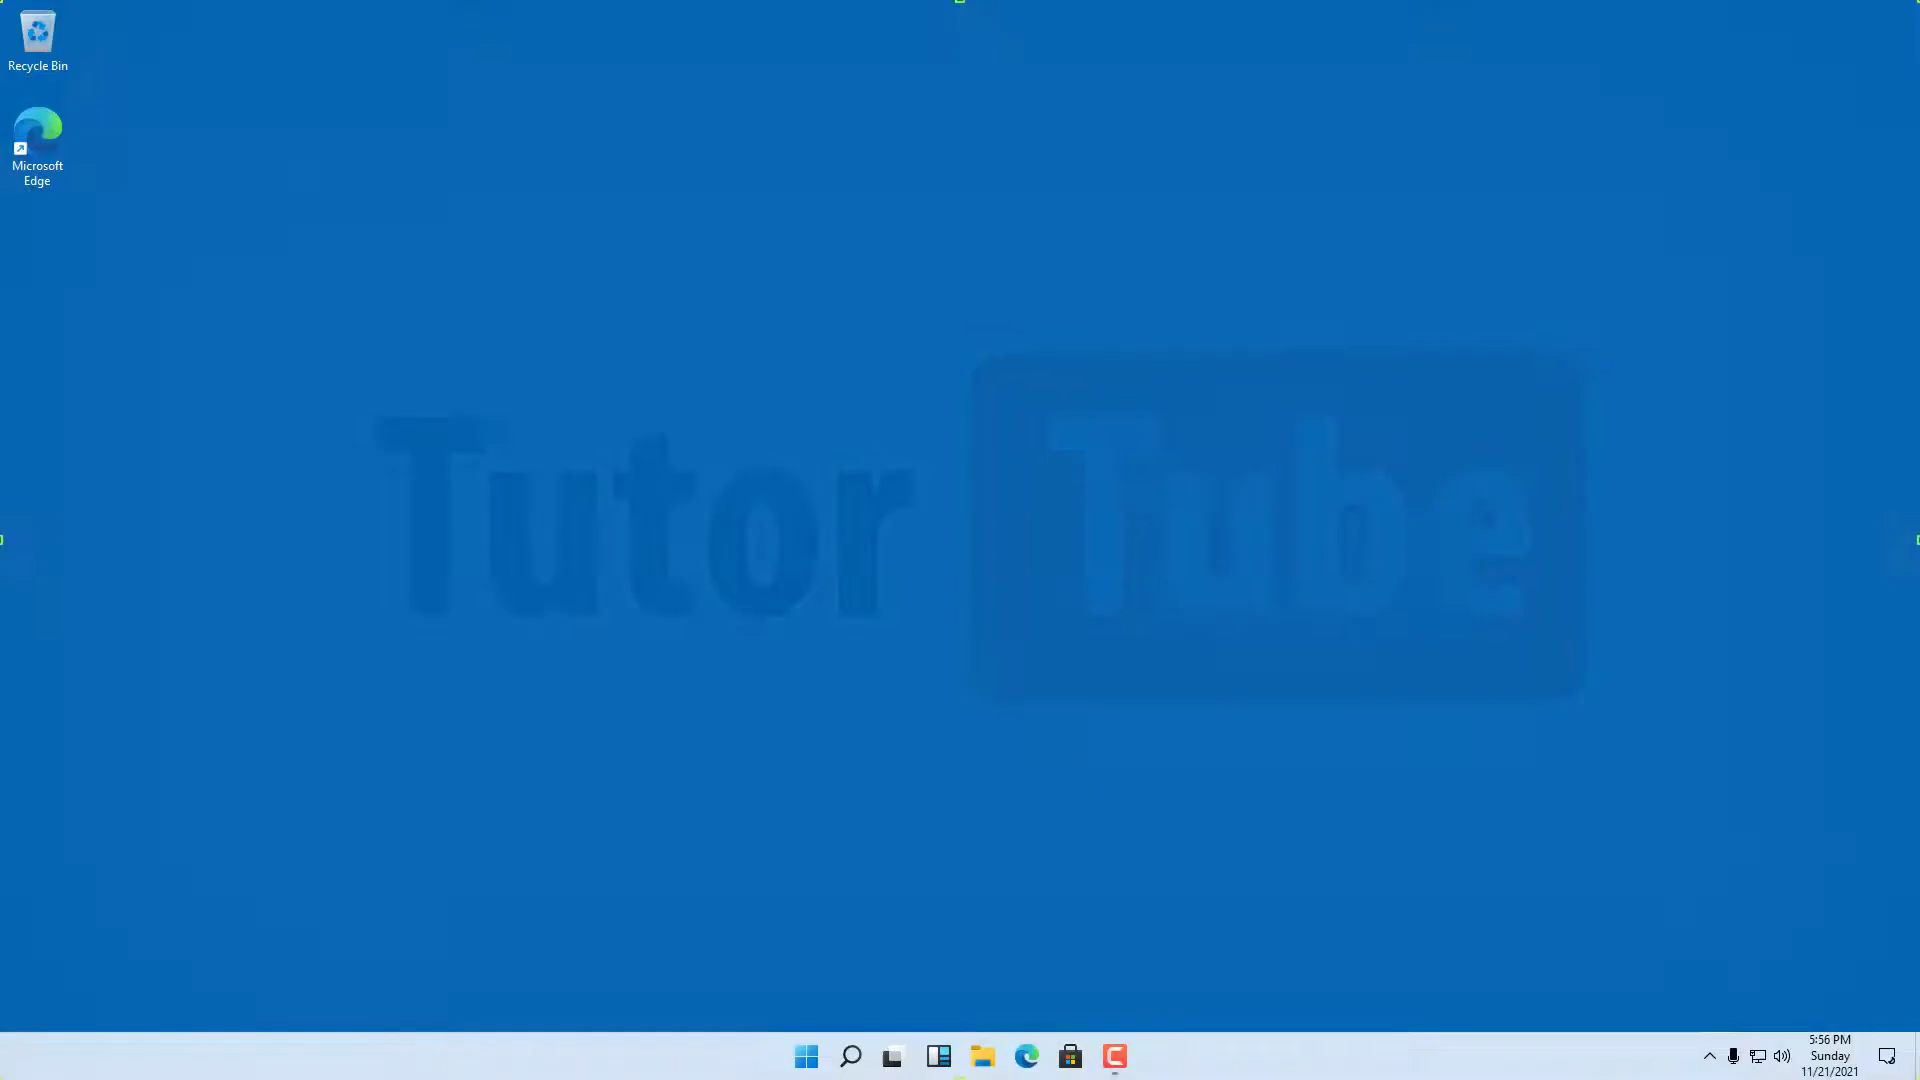 Recycle Bin
Microsoft
Edge
Tutor Tube
5:56 PM
Sunday
11/21/2021